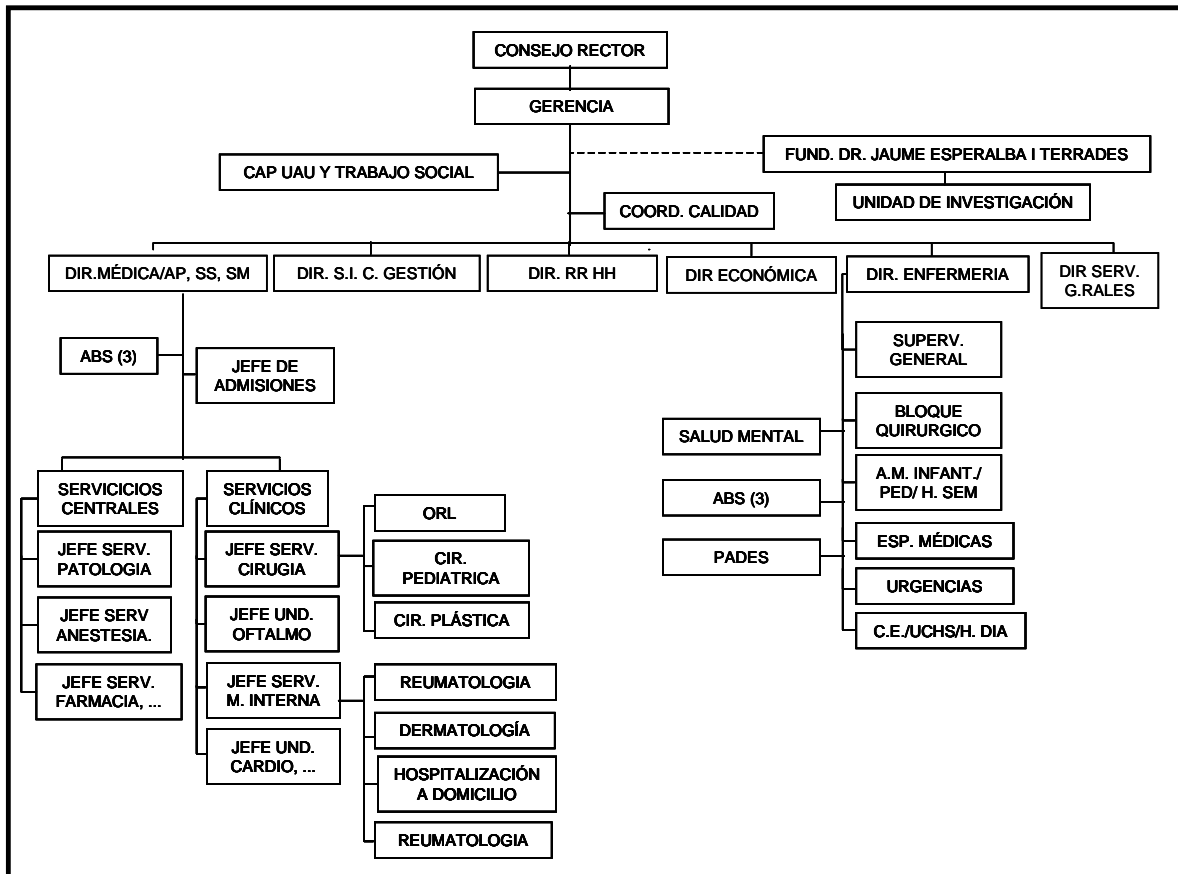 CONSEJO RECTOR
GERENCIA
FUND. DR. JAUME ESPERALBA I TERRADES
CAP UAU Y TRABAJO SOCIAL
UNIDAD DE INVESTIGACIÓN
COORD. CALIDAD
DIR.MÉDICA/AP, SS, SM
DIR. S.I. C. GESTIÓN
DIR. RR HH
DIR ECONÓMICA
DIR. ENFERMERIA
DIR SERV.
G.RALES
ABS (3)
JEFE DE
ADMISIONES
SERVICICIOS
CENTRALES
JEFE SERV.
PATOLOGIA
JEFE SERV
ANESTESIA.
JEFE SERV.
FARMACIA, ...
SERVICIOS
CLÍNICOS
JEFE SERV.
CIRUGIA
JEFE UND.
OFTALMO
JEFE SERV.
M. INTERNA
JEFE UND.
CARDIO, ...
ORL
CIR.
PEDIATRICA
CIR. PLÁSTICA
REUMATOLOGIA
DERMATOLOGÍA
HOSPITALIZACIÓN
A DOMICILIO
REUMATOLOGIA
SALUD MENTAL
ABS (3)
PADES
SUPERV.
GENERAL
BLOQUE
QUIRURGICO
A.M. INFANT./
PED/ H. SEM
ESP. MÉDICAS
URGENCIAS
C.E./UCHS/H. DIA